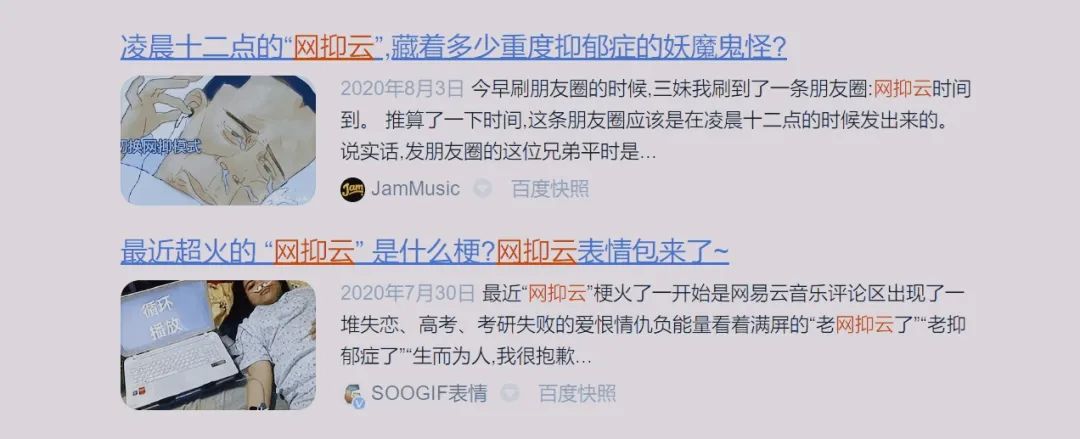 凌晨十二点的“网抑云”,藏着多少重度抑郁症的妖魔鬼怪?
2020年8月3日 今早刷朋友圈的时候,三妹我刷到了一条朋友圈:网抑云时间
到。 推算了一下时间,这条朋友圈应该是在凌晨十二点的时候发出来的。
说实话,发朋友圈的这位兄弟平时是...
切换网抑模式
Jam JamMusic 百度快照
最近超火的 “网抑云” 是什么梗?网抑云表情包来了~
2020年7月30日 最近“网抑云”梗火了一开始是网易云音乐评论区出现了一
堆失恋、高考、考研失败的爱恨情仇负能量看着满屏的“老网抑云了”“老抑
郁症了”“生而为人,我很抱歉...
循环
播放
SOOGIF表情 百度快照